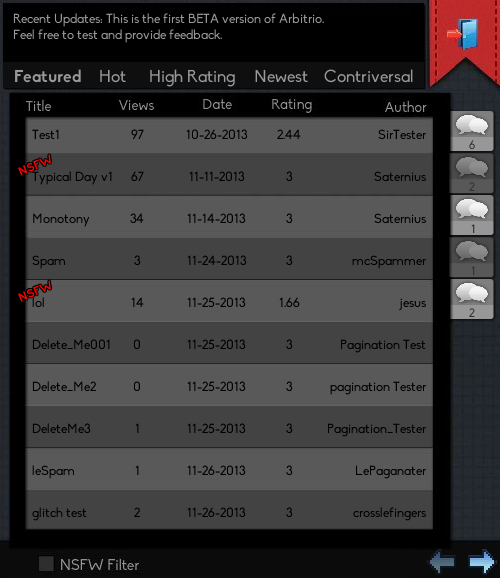 Recent Updates: This is the first BETA version of Arbitrio.
Feel free to test and provide feedback.
Featured Hot High Rating Newest Contriversal
Title Views Date Rating Author
Test1 97 10-26-2013 2.44 SirTester 6
NSFW
Typical Day v1 67 11-11-2013 3 Saternius 2
Monotony 34 11-14-2013 3 Saternius 1
Spam 3 11-24-2013 3 mcSpammer 1
NSFW
lol 14 11-25-2013 1.66 jesus 2
Delete_Me001 0 11-25-2013 3 Pagination Test
Delete_Me2 0 11-25-2013 3 pagination Tester
DeleteMe3 1 11-25-2013 3 Pagination_Tester
leSpam 1 11-26-2013 3 LePaganater
glitch test 2 11-26-2013 3 crosslefingers
NSFW Filter